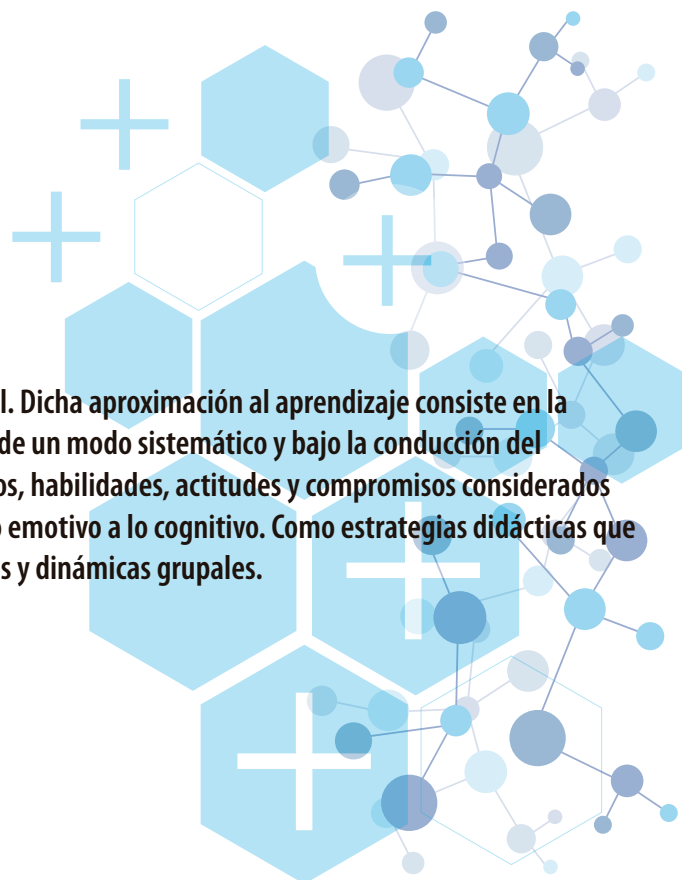 l. Dicha aproximación al aprendizaje consiste en la
de un modo sistemático y bajo la conducción del
os, habilidades, actitudes y compromisos considerados
o emotivo a lo cognitivo. Como estrategias didácticas que
s y dinámicas grupales.